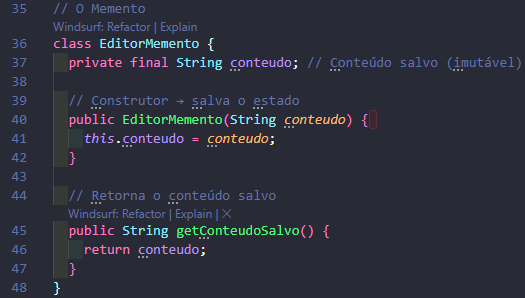 35 // O Memento
Windsurf: Refactor | Explain
36 class EditorMemento {
37 private final String conteudo; // Conteúdo salvo (imutável)
38
39 // Construtor → salva o estado
40 public EditorMemento(String conteudo) {
41 this.conteudo = conteudo;
42 }
43
44 // Retorna o conteúdo salvo
Windsurf: Refactor | Explain | X
45 public String getConteudoSalvo() {
46 return conteudo;
47 }
48 }